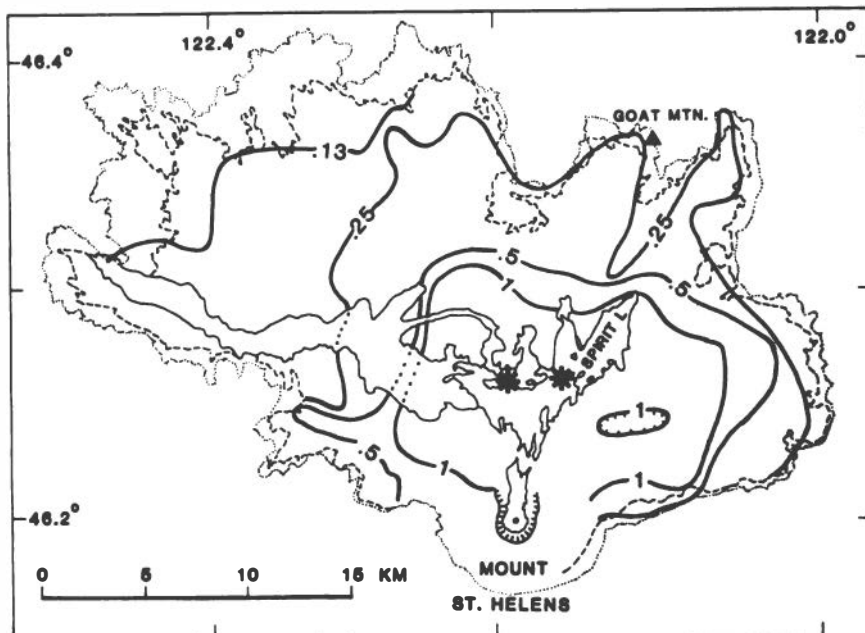 122.4°
122.0°
46.4°
GOAT MTN.
.13
.25
.25
.5
1
.5
SPIRIT L.
1
.5
1
1
46.2°
0 5 10 15 KM
MOUNT
ST. HELENS